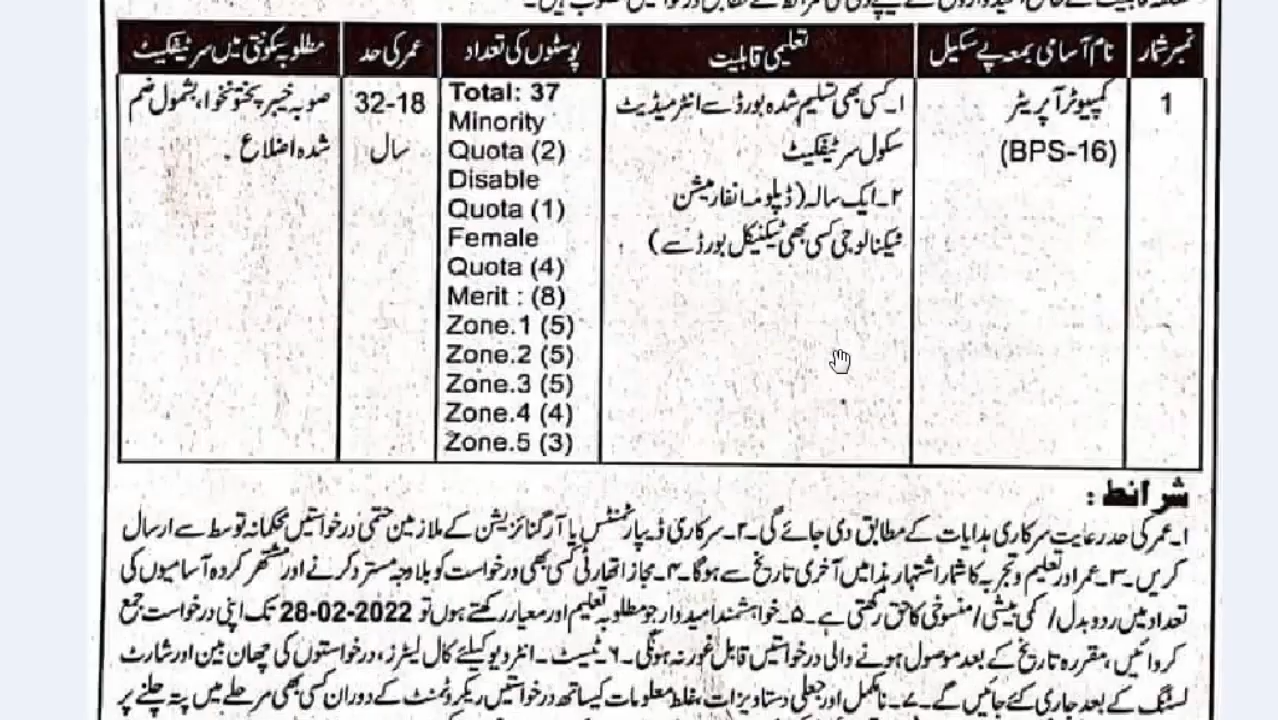 نمبر شمار
نام آسامی بمعہ پے سکیل
تعلیمی قابلیت
پوسٹوں کی تعداد
عمر کی حد
مطلوبہ سکونتی میں سرٹیفکیٹ
1
کمپیوٹر آپریٹر
(BPS-16)
۱۔ کسی بھی تسلیم شدہ بورڈ سے انٹرمیڈیٹ
سکول سرٹیفکیٹ
۲۔ ایک سالہ (ڈپلومہ انفارمیشن
ٹیکنالوجی کسی بھی ٹیکنیکل بورڈ سے)
Total: 37
Minority
Quota (2)
Disable
Quota (1)
Female
Quota (4)
Merit : (8)
Zone.1 (5)
Zone.2 (5)
Zone.3 (5)
Zone.4 (4)
Zone.5 (3)
32-18
سال
صوبہ خیبر پختونخوا، بشمول ضم
شدہ اضلاع ۔
شرائط :
۱۔ عمر کی حد رعایت سرکاری ہدایات کے مطابق دی جائے گی۔ ۲۔ سرکاری ڈیپارٹمنٹس یا آرگنائزیشن کے ملازمین حتمی درخواستیں محکمانہ توسط سے ارسال
کریں۔ ۳۔ عمر اور تعلیم و تجربہ کا شمار اشتہار ہذا میں آخری تاریخ سے ہوگا۔ ۴۔ مجاز اتھارٹی کسی بھی درخواست کو بلاوجہ مسترد کرنے اور مشتہر کردہ آسامیوں کی
تعداد میں ردو بدل / کمی بیشی / منسوخی کا حق رکھتی ہے۔ ۵۔ خواہشمند امیدوار جو مطلوبہ تعلیم اور معیار رکھتے ہوں تو 28-02-2022 تک اپنی درخواست جمع
کروائیں، مقررہ تاریخ کے بعد موصول ہونے والی درخواستیں قابل غور نہ ہونگی۔ ۶۔ ٹیسٹ۔ انٹرویو کیلئے کال لیٹرز، درخواستوں کی چھان بین اور شارٹ
لسٹنگ کے بعد جاری کئے جائیں گے۔ ۷۔ نامکمل اور جعلی دستاویزات، غلط معلومات کیساتھ درخواستیں ریکروٹمنٹ کے دوران کسی بھی مرحلے میں پتہ چلنے پر